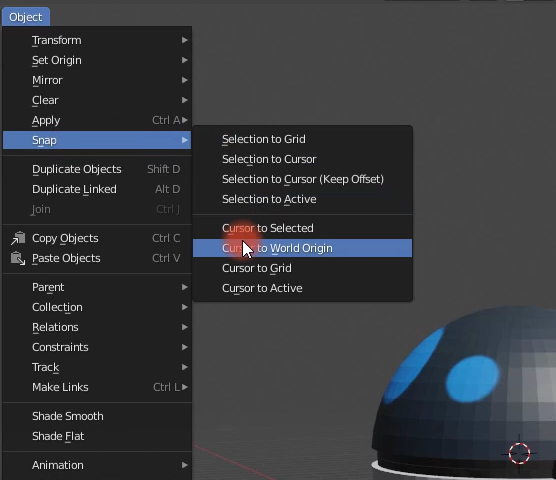 Object
Transform
Set Origin
Mirror
Clear
Apply Ctrl A
Snap
Duplicate Objects Shift D
Duplicate Linked Alt D
Join Ctrl J
Copy Objects Ctrl C
Paste Objects Ctrl V
Parent
Collection
Relations
Constraints
Track
Make Links Ctrl L
Shade Smooth
Shade Flat
Animation
Selection to Grid
Selection to Cursor
Selection to Cursor (Keep Offset)
Selection to Active
Cursor to Selected
Cursor to World Origin
Cursor to Grid
Cursor to Active